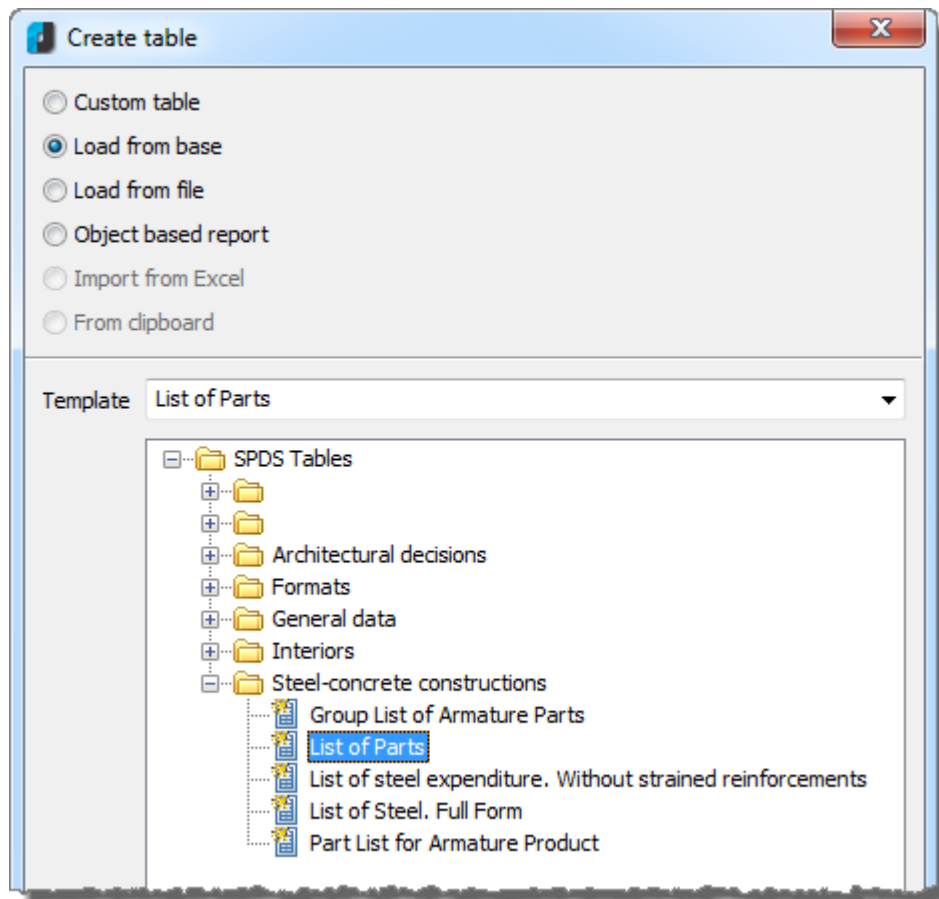 Create table
Custom table
Load from base
Load from file
Object based report
Import from Excel
From clipboard
Template List of Parts
SPDS Tables
Architectural decisions
Formats
General data
Interiors
Steel-concrete constructions
Group List of Armature Parts
List of Parts
List of steel expenditure. Without strained reinforcements
List of Steel. Full Form
Part List for Armature Product